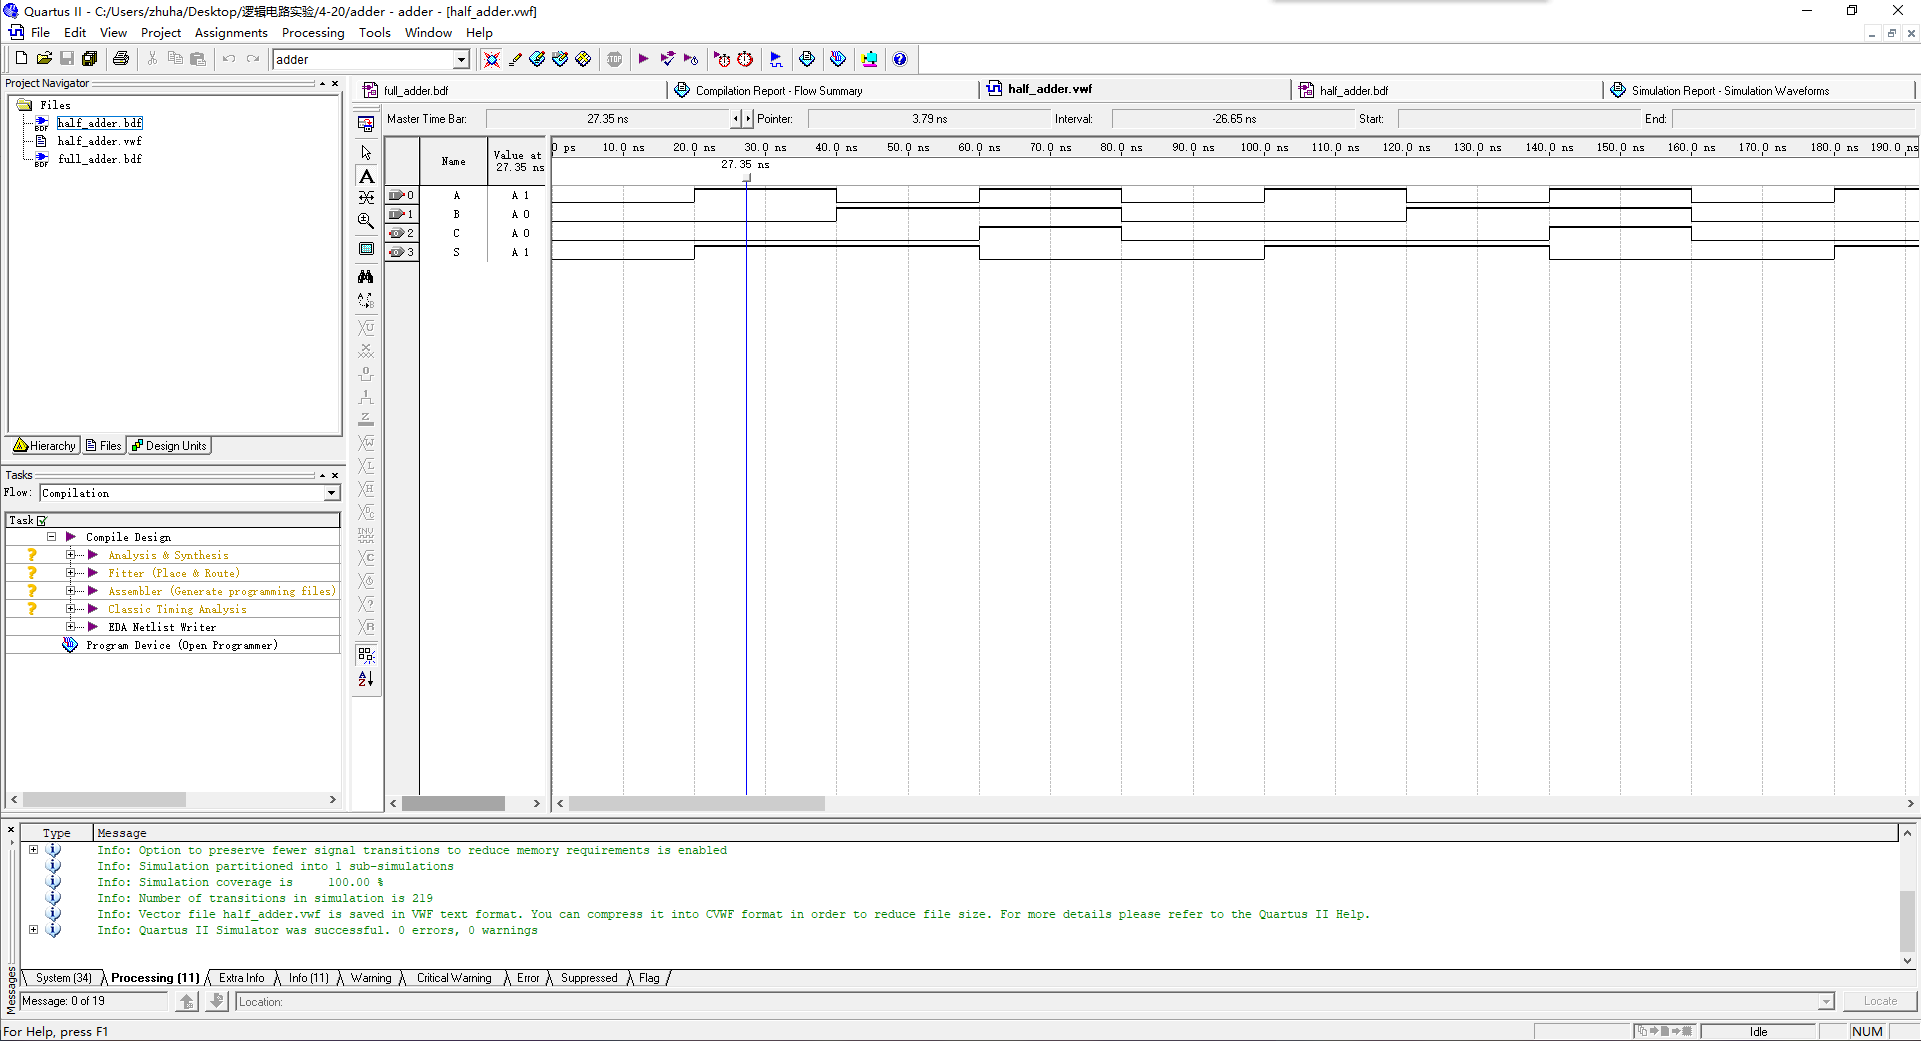 Quartus II - C:/Users/zhuha/Desktop/逻辑电路实验/4-20/adder - adder - [half_adder.vwf]
File Edit View Project Assignments Processing Tools Window Help
adder
Project Navigator
Files
half_adder.bdf
half_adder.vwf
full_adder.bdf
Hierarchy Files Design Units
Tasks
Flow: Compilation
Task
Compile Design
Analysis & Synthesis
Fitter (Place & Route)
Assembler (Generate programming files)
Classic Timing Analysis
EDA Netlist Writer
Program Device (Open Programmer)
full_adder.bdf Compilation Report - Flow Summary half_adder.vwf half_adder.bdf Simulation Report - Simulation Waveforms
Master Time Bar: 27.35 ns Pointer: 3.79 ns Interval: -26.65 ns Start: End:
Name Value at 27.35 ns
0 ps 10.0 ns 20.0 ns 30.0 ns 40.0 ns 50.0 ns 60.0 ns 70.0 ns 80.0 ns 90.0 ns 100.0 ns 110.0 ns 120.0 ns 130.0 ns 140.0 ns 150.0 ns 160.0 ns 170.0 ns 180.0 ns 190.0 ns
27.35 ns
0 A A 1
1 B A 0
2 C A 0
3 S A 1
Type Message
Info: Option to preserve fewer signal transitions to reduce memory requirements is enabled
Info: Simulation partitioned into 1 sub-simulations
Info: Simulation coverage is 100.00 %
Info: Number of transitions in simulation is 219
Info: Vector file half_adder.vwf is saved in VWF text format. You can compress it into CVWF format in order to reduce file size. For more details please refer to the Quartus II Help.
Info: Quartus II Simulator was successful. 0 errors, 0 warnings
System (34) Processing (11) Extra Info Info (11) Warning Critical Warning Error Suppressed Flag
Messages
Message: 0 of 19 Location: Locate
For Help, press F1 Idle NUM